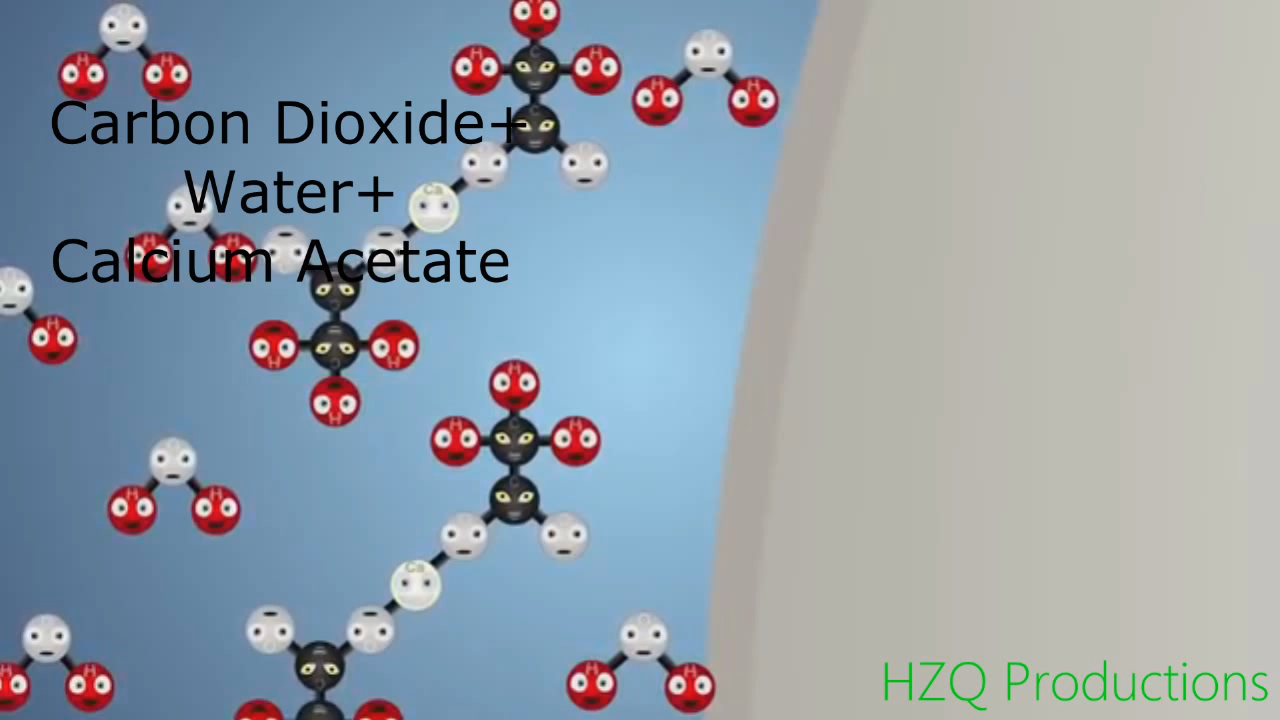 Carbon Dioxide+
Water+
Calcium Acetate
HZQ Productions